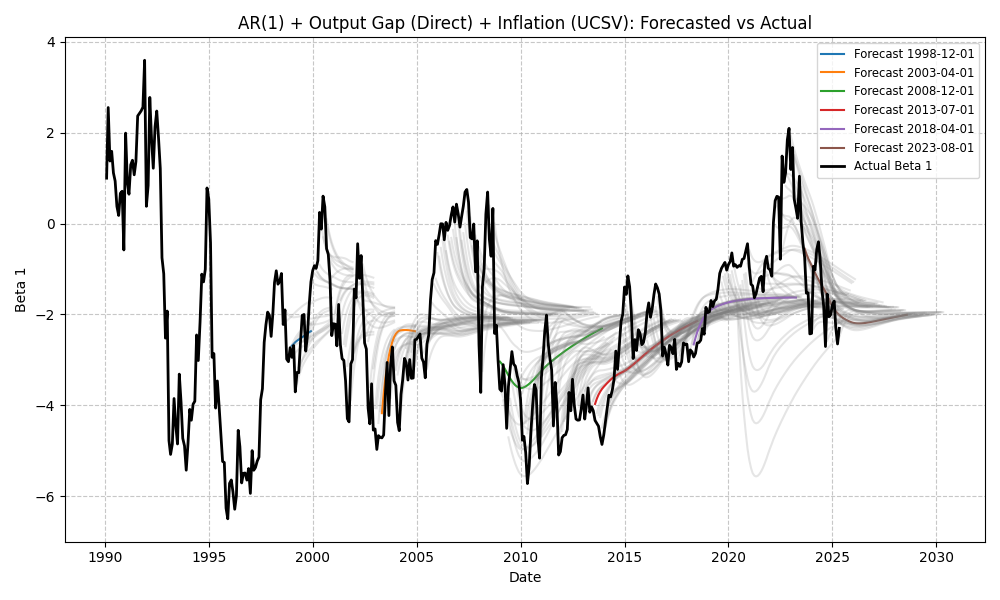 AR(1) + Output Gap (Direct) + Inflation (UCSV): Forecasted vs Actual
4
2
0
−2
−4
−6
Beta 1
Forecast 1998-12-01
Forecast 2003-04-01
Forecast 2008-12-01
Forecast 2013-07-01
Forecast 2018-04-01
Forecast 2023-08-01
Actual Beta 1
1990 1995 2000 2005 2010 2015 2020 2025 2030
Date